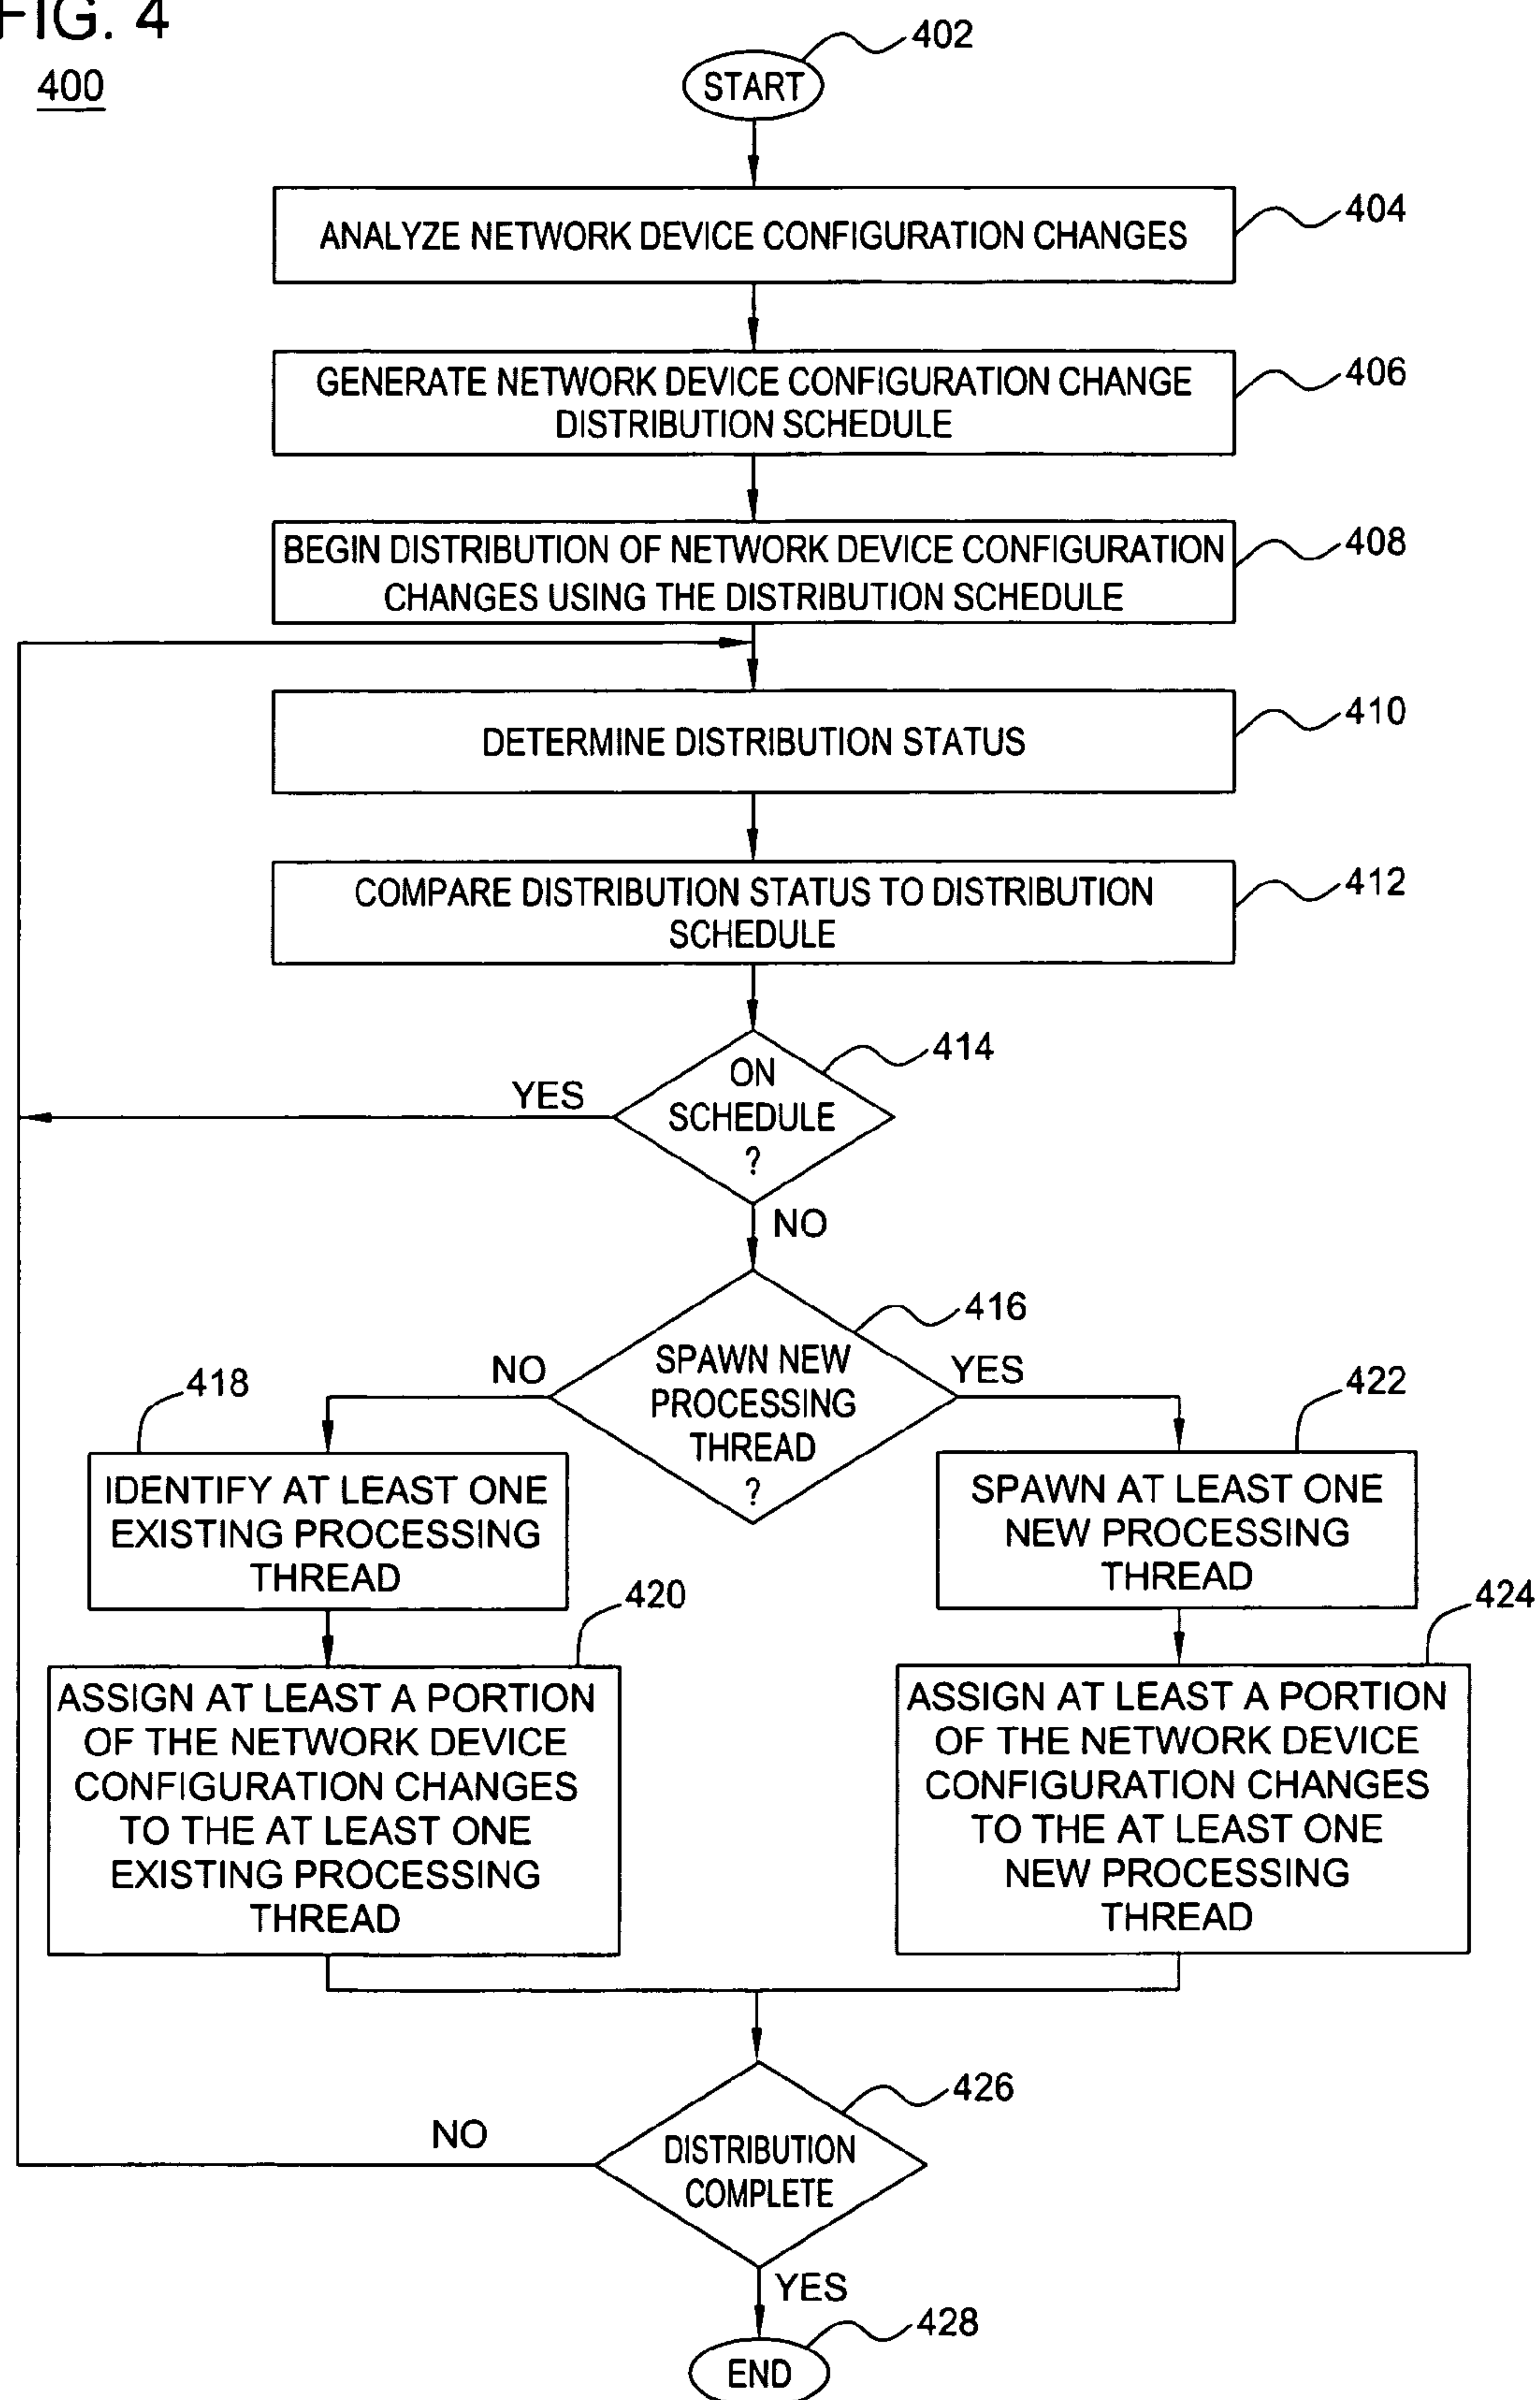 FIG. 4
400
START
402
ANALYZE NETWORK DEVICE CONFIGURATION CHANGES
404
GENERATE NETWORK DEVICE CONFIGURATION CHANGE
DISTRIBUTION SCHEDULE
406
BEGIN DISTRIBUTION OF NETWORK DEVICE CONFIGURATION
CHANGES USING THE DISTRIBUTION SCHEDULE
408
DETERMINE DISTRIBUTION STATUS
410
COMPARE DISTRIBUTION STATUS TO DISTRIBUTION
SCHEDULE
412
ON
SCHEDULE
?
414
YES
NO
SPAWN NEW
PROCESSING
THREAD
?
416
NO
YES
418
IDENTIFY AT LEAST ONE
EXISTING PROCESSING
THREAD
422
SPAWN AT LEAST ONE
NEW PROCESSING
THREAD
420
ASSIGN AT LEAST A PORTION
OF THE NETWORK DEVICE
CONFIGURATION CHANGES
TO THE AT LEAST ONE
EXISTING PROCESSING
THREAD
424
ASSIGN AT LEAST A PORTION
OF THE NETWORK DEVICE
CONFIGURATION CHANGES
TO THE AT LEAST ONE
NEW PROCESSING
THREAD
426
DISTRIBUTION
COMPLETE
NO
YES
428
END